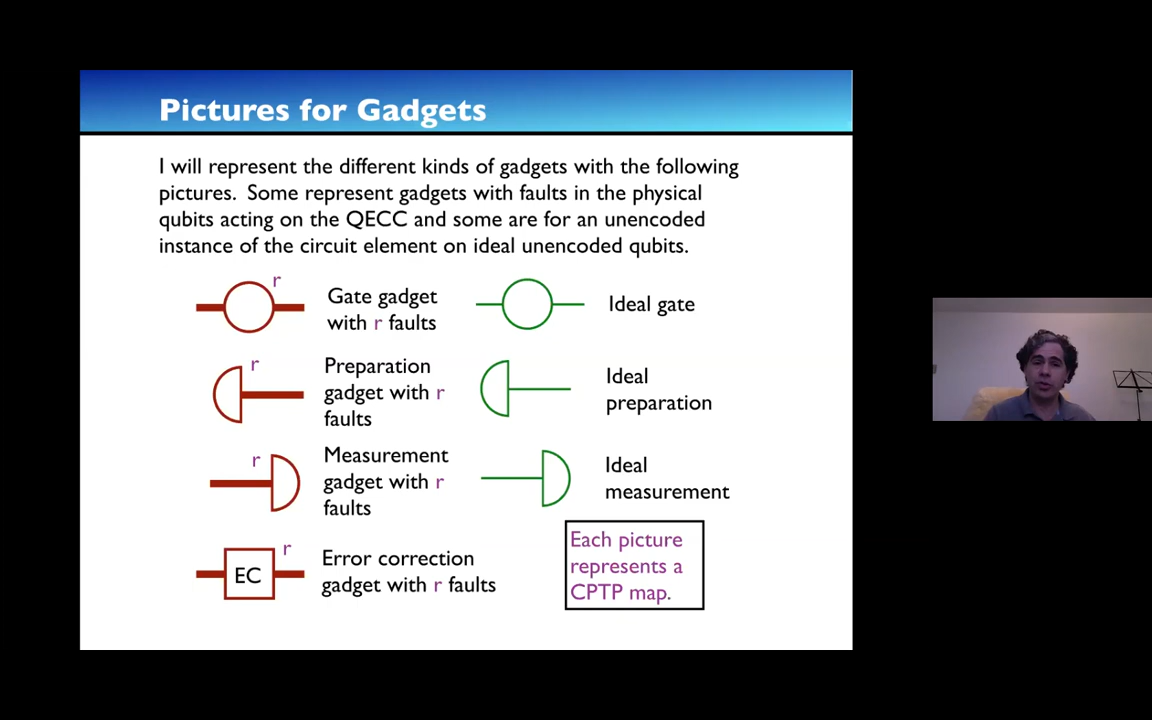 Pictures for Gadgets
I will represent the different kinds of gadgets with the following
pictures. Some represent gadgets with faults in the physical
qubits acting on the QECC and some are for an unencoded
instance of the circuit element on ideal unencoded qubits.
r
Gate gadget
with r faults
Ideal gate
r
Preparation
gadget with r
faults
Ideal
preparation
r
Measurement
gadget with r
faults
Ideal
measurement
r
EC
Error correction
gadget with r faults
Each picture
represents a
CPTP map.